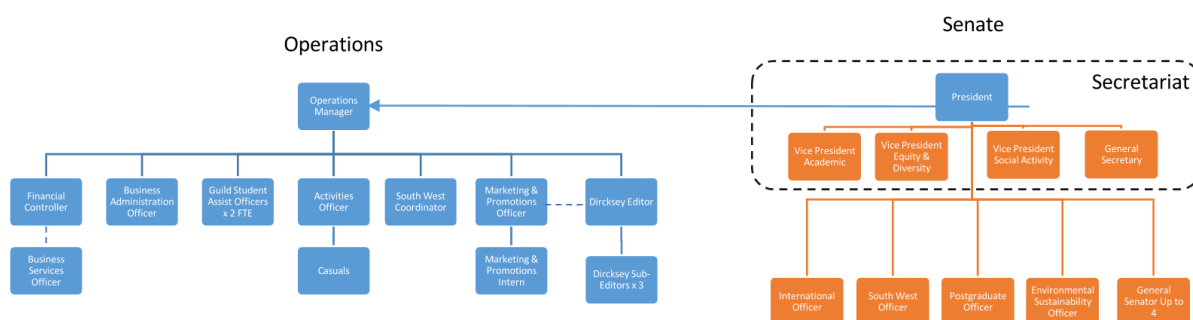 Senate
Operations
Secretariat
Operations
Manager
President
Vice President
Academic
Vice President
Equity &
Diversity
Vice President
Social Activity
General
Secretary
Financial
Controller
Business
Administration
Officer
Guild Student
Assist Officers
x 2 FTE
Activities
Officer
South West
Coordinator
Marketing &
Promotions
Officer
Dircksey Editor
Business
Services
Officer
Casuals
Marketing &
Promotions
Intern
Dircksey Sub-
Editors x 3
International
Officer
South West
Officer
Postgraduate
Officer
Environmental
Sustainability
Officer
General
Senator Up to
4